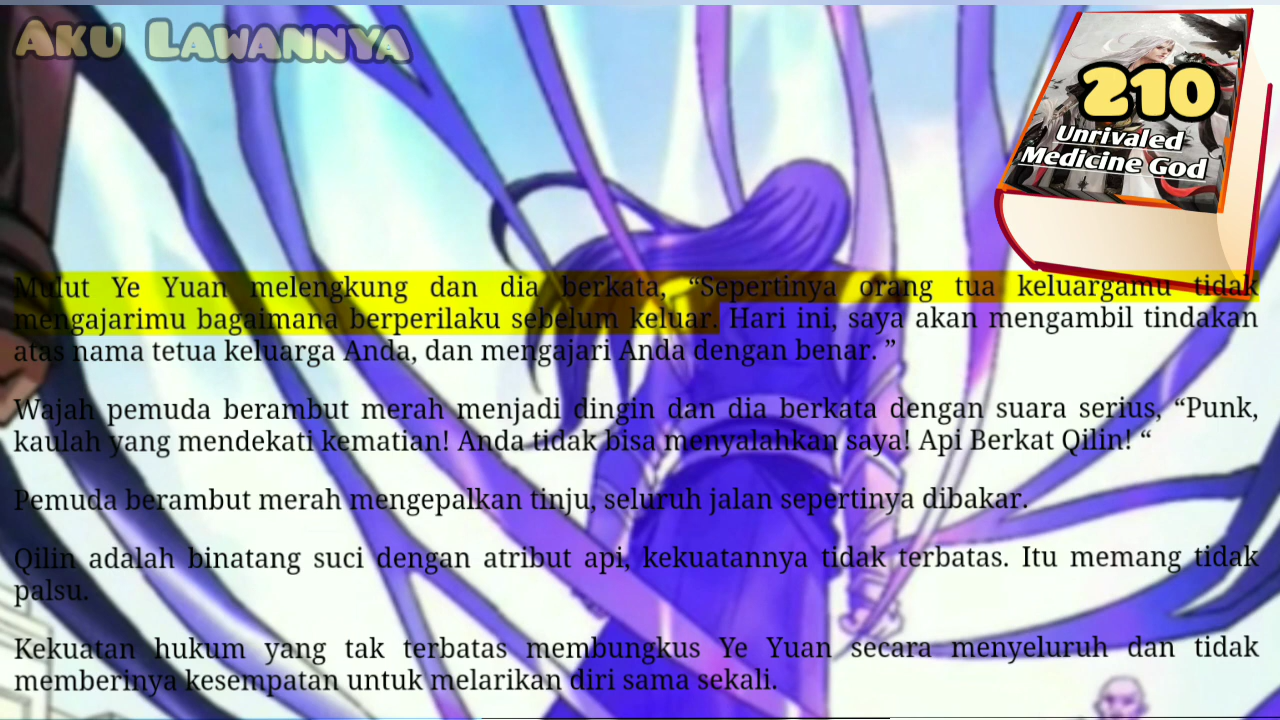 Aku Lawannya
210
Unrivaled
Medicine God
Mulut Ye Yuan melengkung dan dia berkata, “Sepertinya orang tua keluargamu tidak
mengajarimu bagaimana berperilaku sebelum keluar. Hari ini, saya akan mengambil tindakan
atas nama tetua keluarga Anda, dan mengajari Anda dengan benar. ”
Wajah pemuda berambut merah menjadi dingin dan dia berkata dengan suara serius, “Punk,
kaulah yang mendekati kematian! Anda tidak bisa menyalahkan saya! Api Berkat Qilin! “
Pemuda berambut merah mengepalkan tinju, seluruh jalan sepertinya dibakar.
Qilin adalah binatang suci dengan atribut api, kekuatannya tidak terbatas. Itu memang tidak
palsu.
Kekuatan hukum yang tak terbatas membungkus Ye Yuan secara menyeluruh dan tidak
memberinya kesempatan untuk melarikan diri sama sekali.